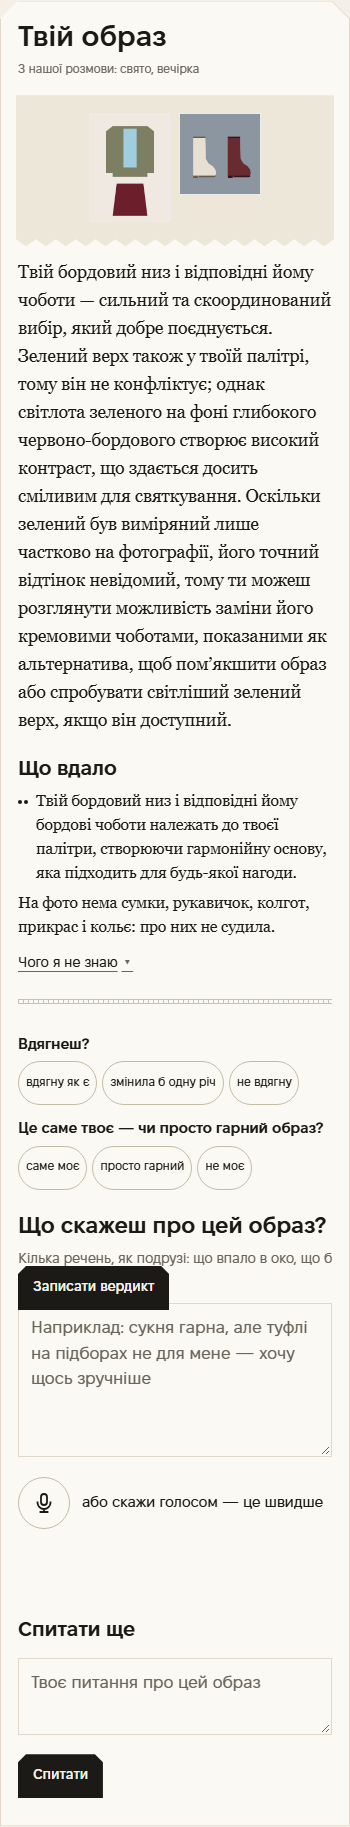 Твій образ
З нашої розмови: свято, вечірка
Твій бордовий низ і відповідні йому
чоботи — сильний та скоординований
вибір, який добре поєднується.
Зелений верх також у твоїй палітрі,
тому він не конфліктує; однак
світлота зеленого на фоні глибокого
червоно-бордового створює високий
контраст, що здається досить
сміливим для святкування. Оскільки
зелений був виміряний лише
частково на фотографії, його точний
відтінок невідомий, тому ти можеш
розглянути можливість заміни його
кремовими чоботами, показаними як
альтернатива, щоб пом’якшити образ
або спробувати світліший зелений
верх, якщо він доступний.
Що вдало
Твій бордовий низ і відповідні йому
бордові чоботи належать до твоєї
палітри, створюючи гармонійну основу,
яка підходить для будь-якої нагоди.
На фото нема сумки, рукавичок, колгот,
прикрас і кольє: про них не судила.
Чого я не знаю
Вдягнеш?
вдягну як є змінила б одну річ не вдягну
Це саме твоє — чи просто гарний образ?
саме моє просто гарний не моє
Що скажеш про цей образ?
Кілька речень, як подрузі: що впало в око, що б
Записати вердикт
Наприклад: сукня гарна, але туфлі
на підборах не для мене — хочу
щось зручніше
або скажи голосом — це швидше
Спитати ще
Твоє питання про цей образ
Спитати